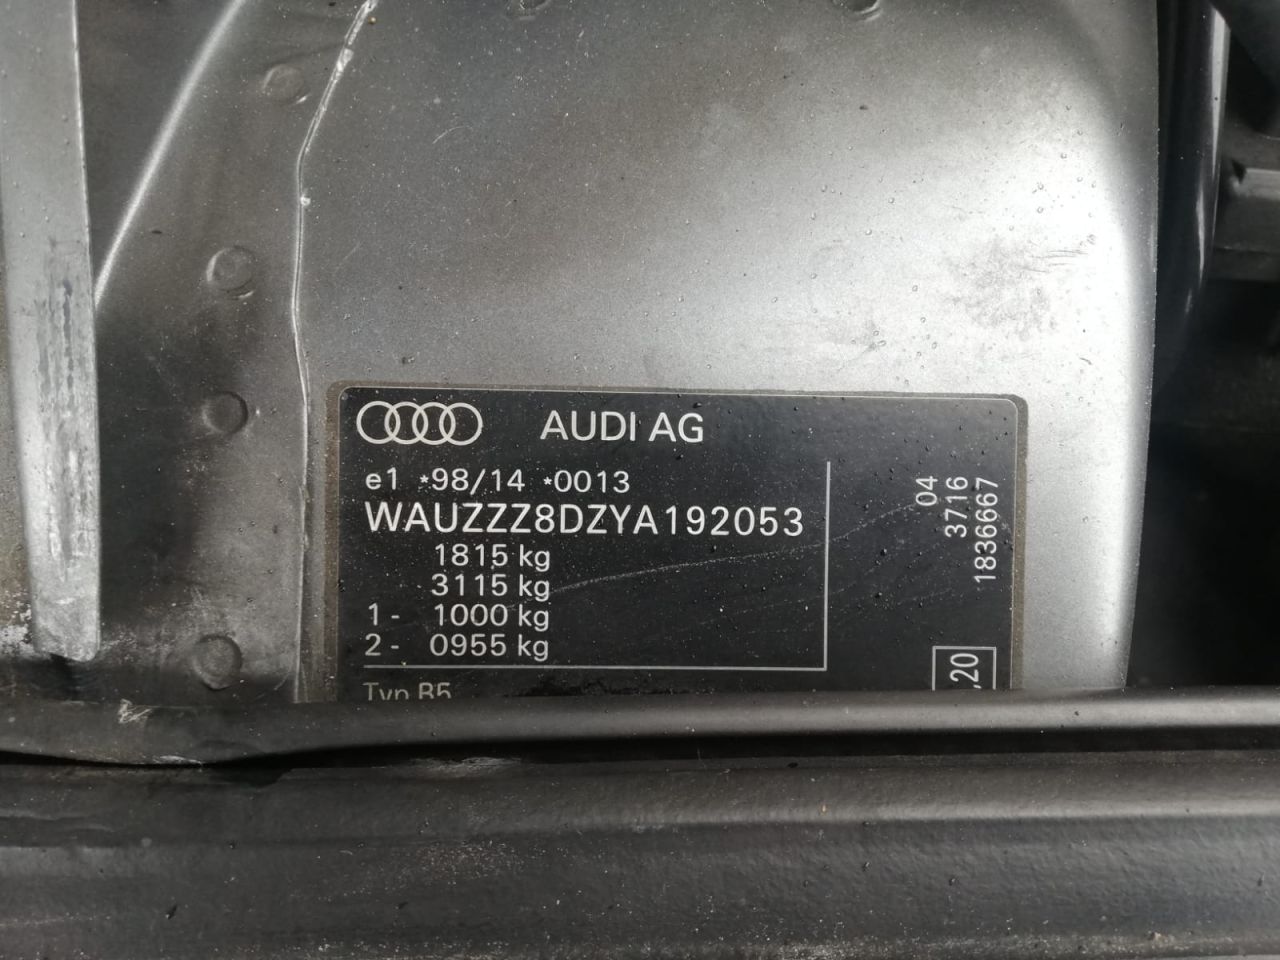 AUDI AG
e1 *98/14 *0013
WAUZZZ8DZYA192053
1815 kg
3115 kg
1- 1000 kg
2- 0955 kg
Typ B5
04
3716
1836667
,20